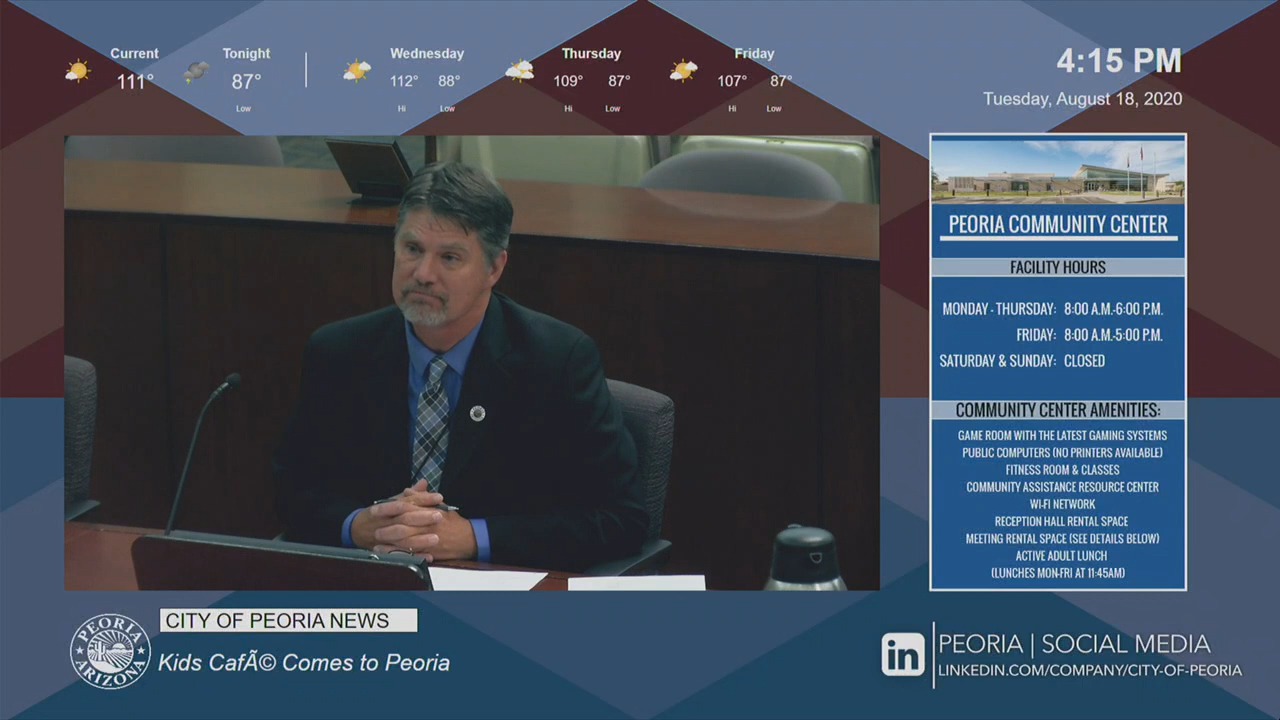 Current
Tonight
Wednesday
Thursday
Friday
111°
87°
112° 88°
109° 87°
107° 87°
Low
Hi Low
Hi Low
Hi Low
4:15 PM
Tuesday, August 18, 2020
PEORIA COMMUNITY CENTER
FACILITY HOURS
MONDAY - THURSDAY: 8:00 A.M.-6:00 P.M.
FRIDAY: 8:00 A.M.-5:00 P.M.
SATURDAY & SUNDAY: CLOSED
COMMUNITY CENTER AMENITIES:
GAME ROOM WITH THE LATEST GAMING SYSTEMS
PUBLIC COMPUTERS (NO PRINTERS AVAILABLE)
FITNESS ROOM & CLASSES
COMMUNITY ASSISTANCE RESOURCE CENTER
WI-FI NETWORK
RECEPTION HALL RENTAL SPACE
MEETING RENTAL SPACE (SEE DETAILS BELOW)
ACTIVE ADULT LUNCH
(LUNCHES MON-FRI AT 11:45AM)
PEORIA
ARIZONA
CITY OF PEORIA NEWS
Kids CafÃ© Comes to Peoria
in
PEORIA | SOCIAL MEDIA
LINKEDIN.COM/COMPANY/CITY-OF-PEORIA